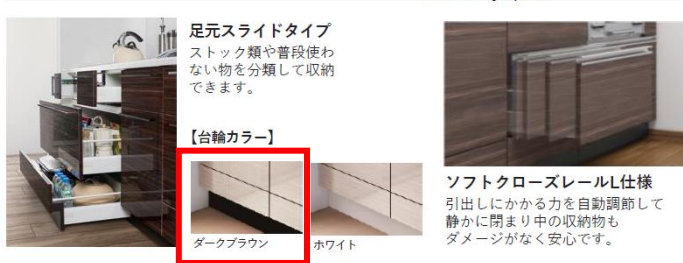 足元スライドタイプ
ストック類や普段使わ
ない物を分類して収納
できます。
【台輪カラー】
ダークブラウン
ホワイト
ソフトクローズレールL仕様
引出しにかかる力を自動調節して
静かに閉まり中の収納物も
ダメージがなく安心です。